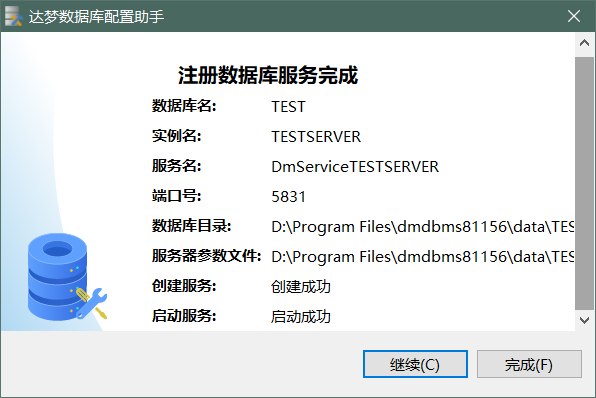 达梦数据库配置助手
注册数据库服务完成
数据库名: TEST
实例名: TESTSERVER
服务名: DmServiceTESTSERVER
端口号: 5831
数据库目录: D:\Program Files\dmdbms81156\data\TES
服务器参数文件: D:\Program Files\dmdbms81156\data\TES
创建服务: 创建成功
启动服务: 启动成功
继续(C) 完成(F)